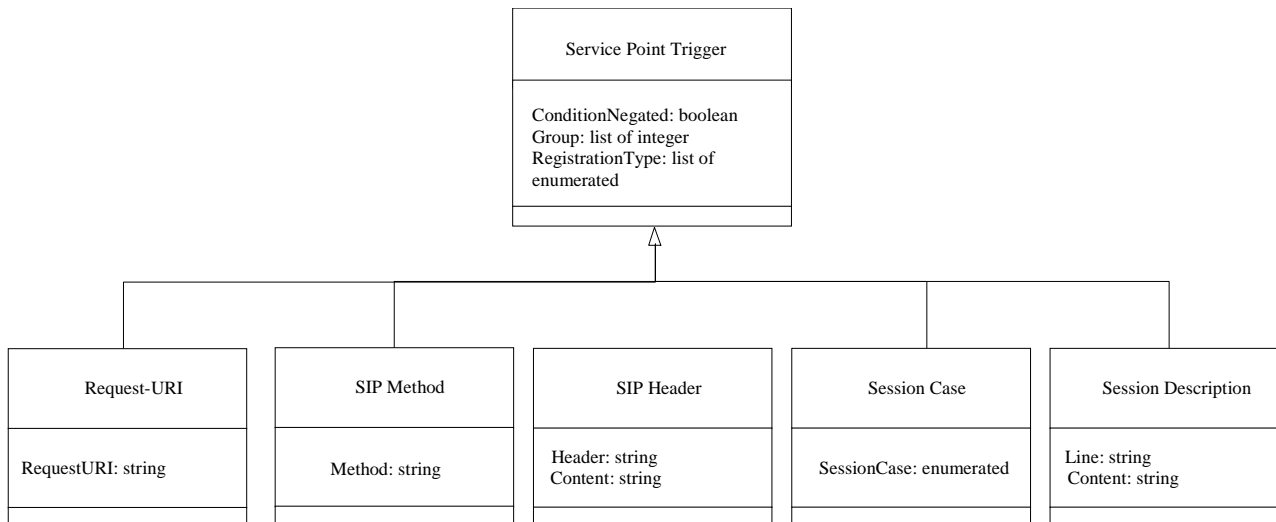 Service Point Trigger
ConditionNegated: boolean
Group: list of integer
RegistrationType: list of
enumerated
Request-URI
SIP Method
SIP Header
Session Case
Session Description
RequestURI: string
Method: string
Header: string
Content: string
SessionCase: enumerated
Line: string
Content: string